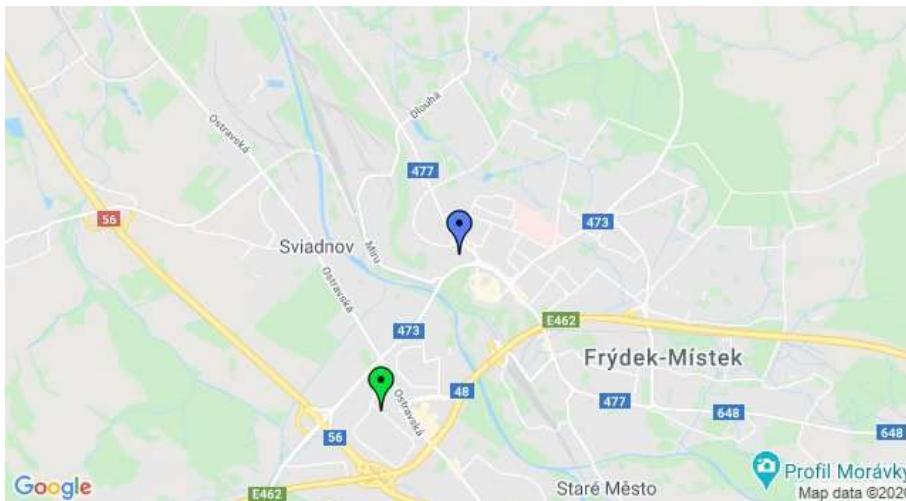 Ostravská
Dlouhá
477
56
473
Sviadnov
Míru
Ostravská
E462
473
Frýdek-Místek
48
477
Ostravská
648
56
648
E462
Staré Město
Profil Morávky
Google
Map data ©2020